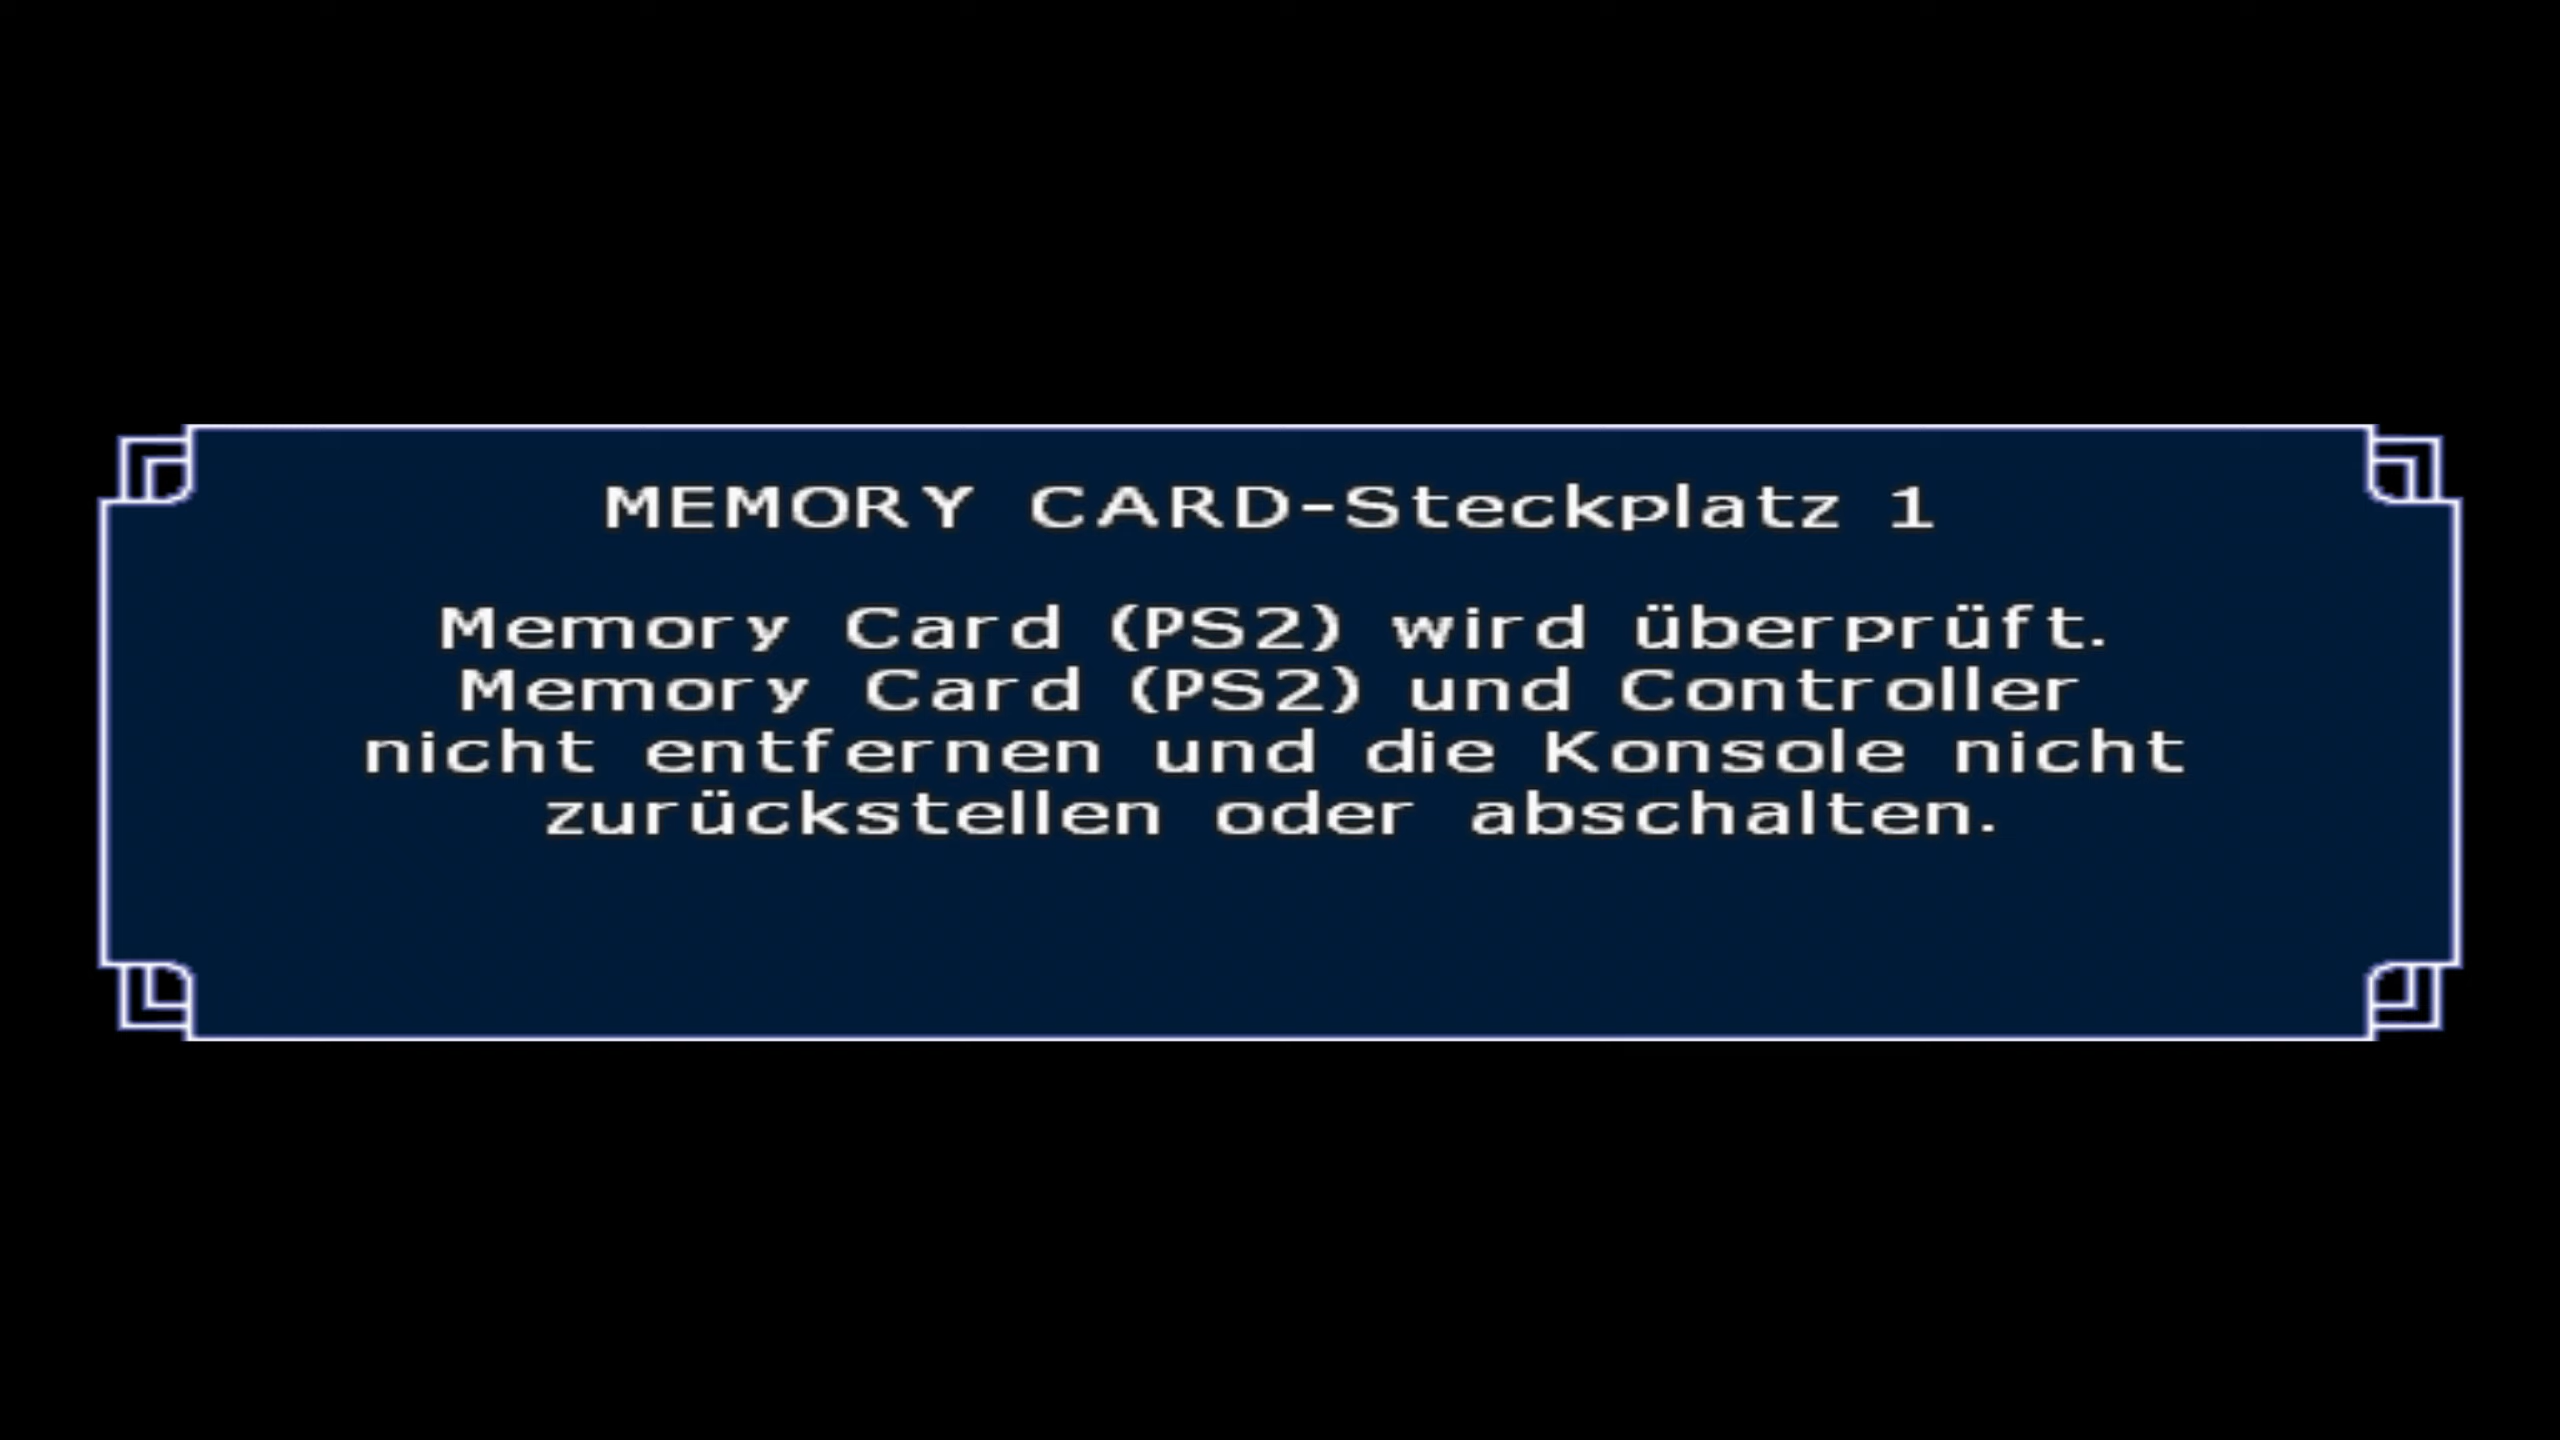 MEMORY CARD-Steckplatz 1
Memory Card (PS2) wird überprüft.
Memory Card (PS2) und Controller
nicht entfernen und die Konsole nicht
zurückstellen oder abschalten.